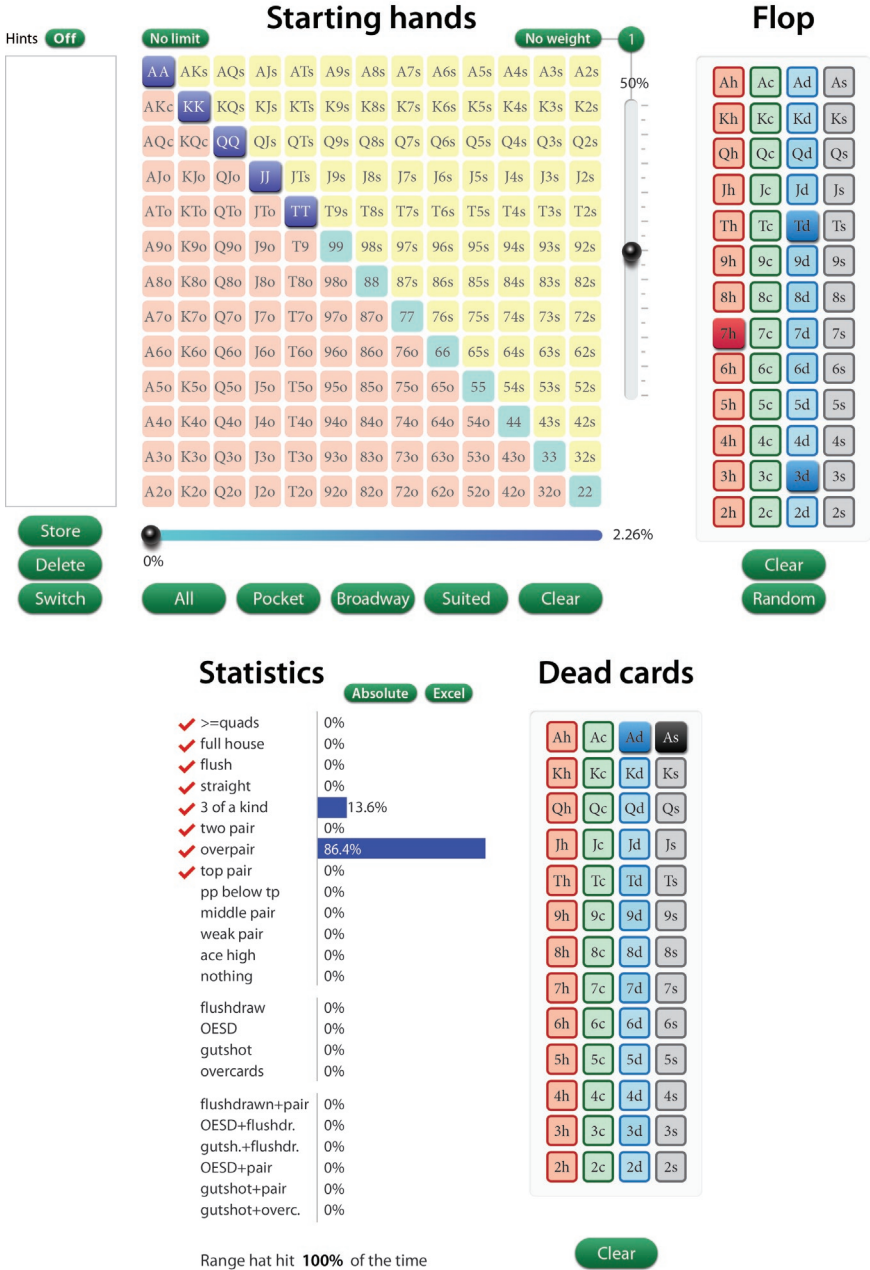 Starting hands
Flop
Hints Off
No limit
No weight
1
AA AKs AQs AJs ATs A9s A8s A7s A6s A5s A4s A3s A2s
AKc KK KQs KJs KTs K9s K8s K7s K6s K5s K4s K3s K2s
AQc KQc QQ QJs QTs Q9s Q8s Q7s Q6s Q5s Q4s Q3s Q2s
AJo KJo QJo JJ JTs J9s J8s J7s J6s J5s J4s J3s J2s
ATo KTo QTo JTo TT T9s T8s T7s T6s T5s T4s T3s T2s
A9o K9o Q9o J9o T9 99 98s 97s 96s 95s 94s 93s 92s
A8o K8o Q8o J8o T8o 98o 88 87s 86s 85s 84s 83s 82s
A7o K7o Q7o J7o T7o 97o 87o 77 76s 75s 74s 73s 72s
A6o K6o Q6o J6o T6o 96o 86o 76o 66 65s 64s 63s 62s
A5o K5o Q5o J5o T5o 95o 85o 75o 65o 55 54s 53s 52s
A4o K4o Q4o J4o T4o 94o 84o 74o 64o 54o 44 43s 42s
A3o K3o Q3o J3o T3o 93o 83o 73o 63o 53o 43o 33 32s
A2o K2o Q2o J2o T2o 92o 82o 72o 62o 52o 42o 32o 22
50%
Ah Ac Ad As
Kh Kc Kd Ks
Qh Qc Qd Qs
Jh Jc Jd Js
Th Tc Td Ts
9h 9c 9d 9s
8h 8c 8d 8s
7h 7c 7d 7s
6h 6c 6d 6s
5h 5c 5d 5s
4h 4c 4d 4s
3h 3c 3d 3s
2h 2c 2d 2s
Store
Delete
Switch
0%
2.26%
All Pocket Broadway Suited Clear
Clear
Random
Statistics
Absolute Excel
>=quads 0%
full house 0%
flush 0%
straight 0%
3 of a kind 13.6%
two pair 0%
overpair 86.4%
top pair 0%
pp below tp 0%
middle pair 0%
weak pair 0%
ace high 0%
nothing 0%
flushdraw 0%
OESD 0%
gutshot 0%
overcards 0%
flushdrawn+pair 0%
OESD+flushdr. 0%
gutsh.+flushdr. 0%
OESD+pair 0%
gutshot+pair 0%
gutshot+overc. 0%
Range hat hit 100% of the time
Dead cards
Ah Ac Ad As
Kh Kc Kd Ks
Qh Qc Qd Qs
Jh Jc Jd Js
Th Tc Td Ts
9h 9c 9d 9s
8h 8c 8d 8s
7h 7c 7d 7s
6h 6c 6d 6s
5h 5c 5d 5s
4h 4c 4d 4s
3h 3c 3d 3s
2h 2c 2d 2s
Clear